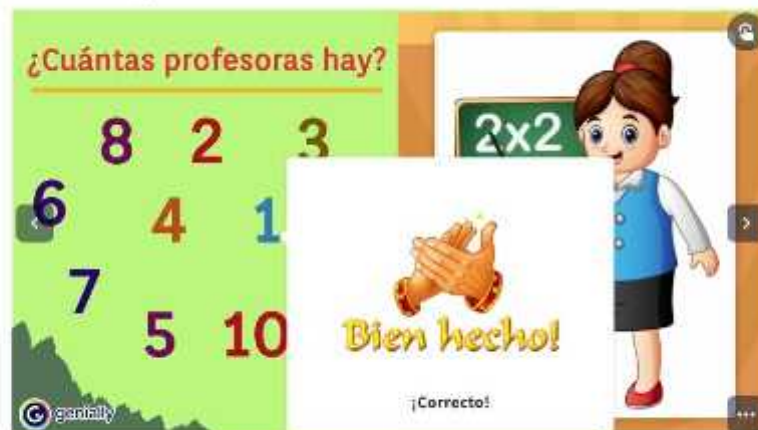 ¿Cuántas profesoras hay?
8 2 3
6 4 1
7 5 10
2x2
Bien hecho!
¡Correcto!
genially